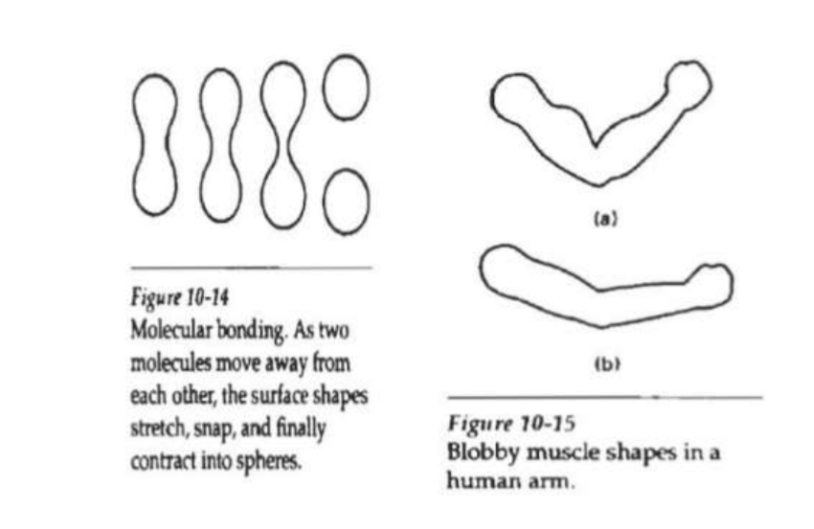 Figure 10-14
Molecular bonding. As two
molecules move away from
each other, the surface shapes
stretch, snap, and finally
contract into spheres.
(a)
(b)
Figure 10-15
Blobby muscle shapes in a
human arm.